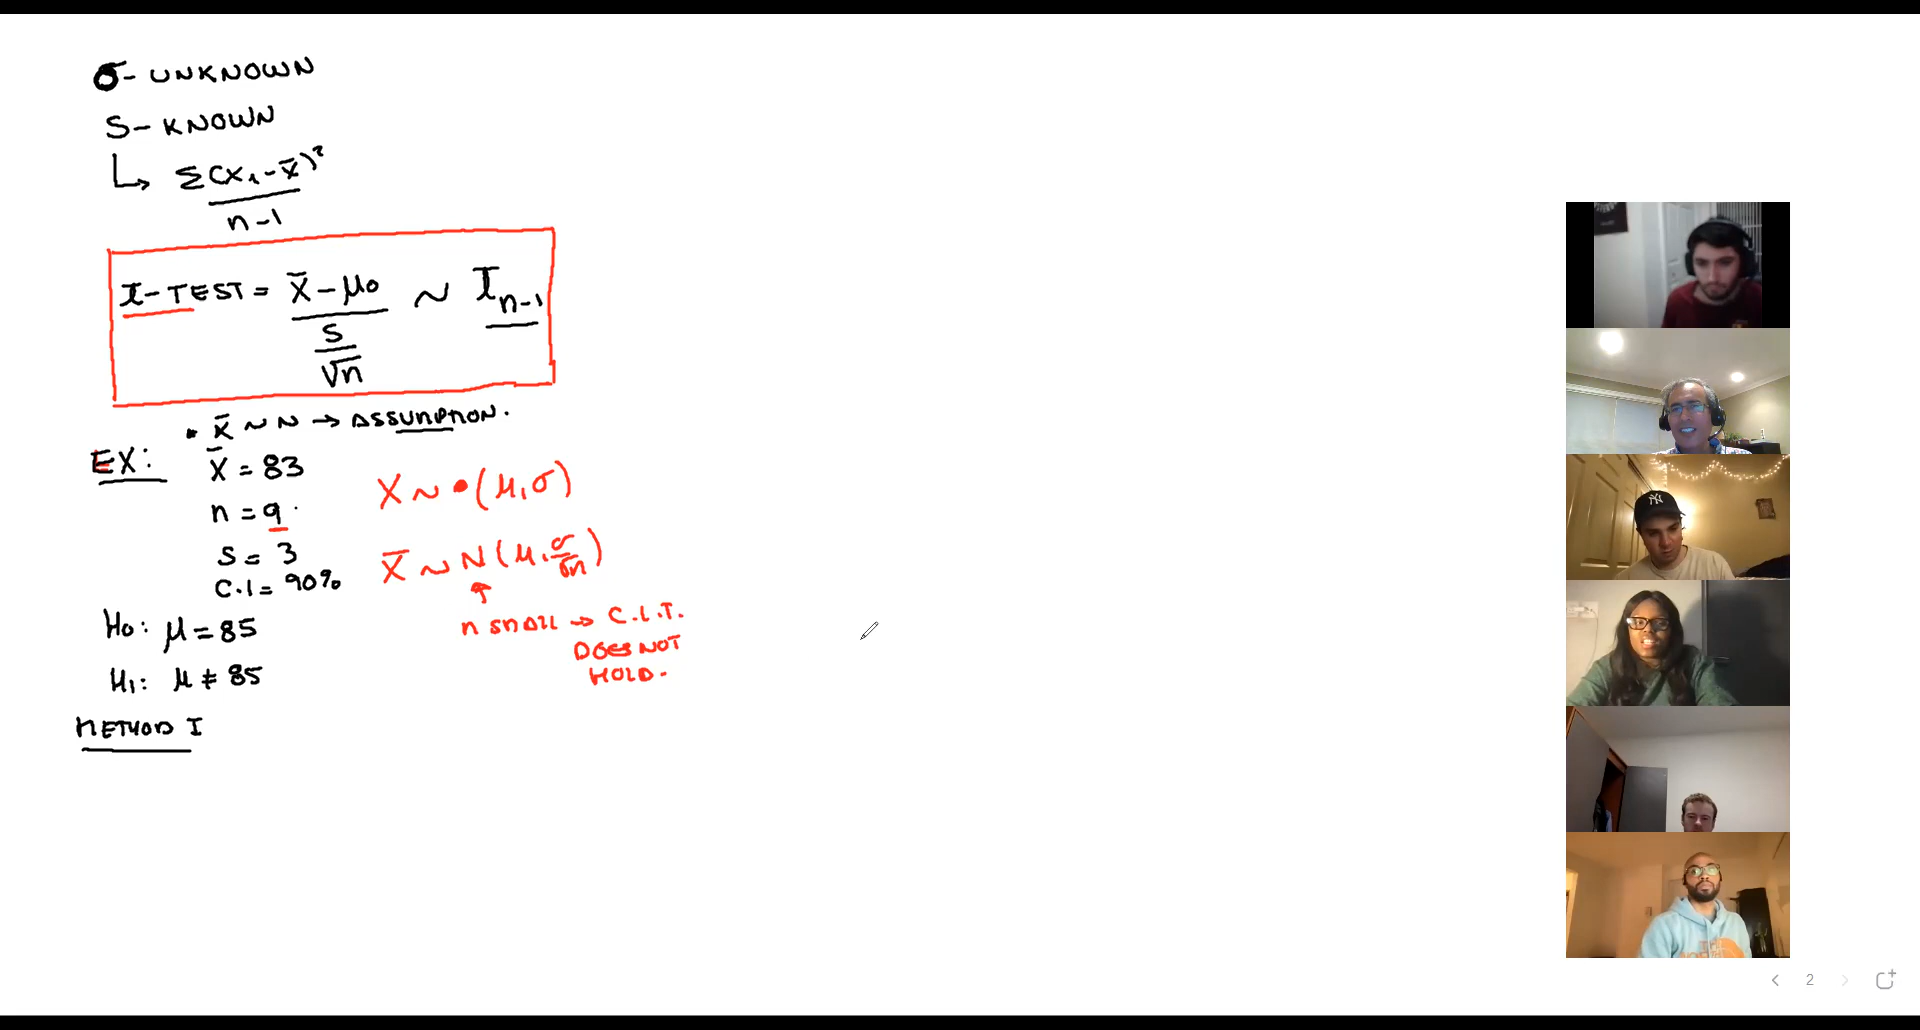 σ- UNKNOWN
S- KNOWN
↳ Σ(x₁-x̄)²
n-1
t-TEST = X̄-μ0 ~ Tn-1
S
√n
• X̄ ~ N → ASSUMPTION.
EX:
X̄ = 83
n = 9
S = 3
C.I = 90%
H0: μ = 85
H1: μ ≠ 85
METHOD I
X ~ • (μ, σ)
X̄ ~ N (μ, σ/√n)
↑
n SMALL → C.L.T.
DOES NOT
HOLD.
2